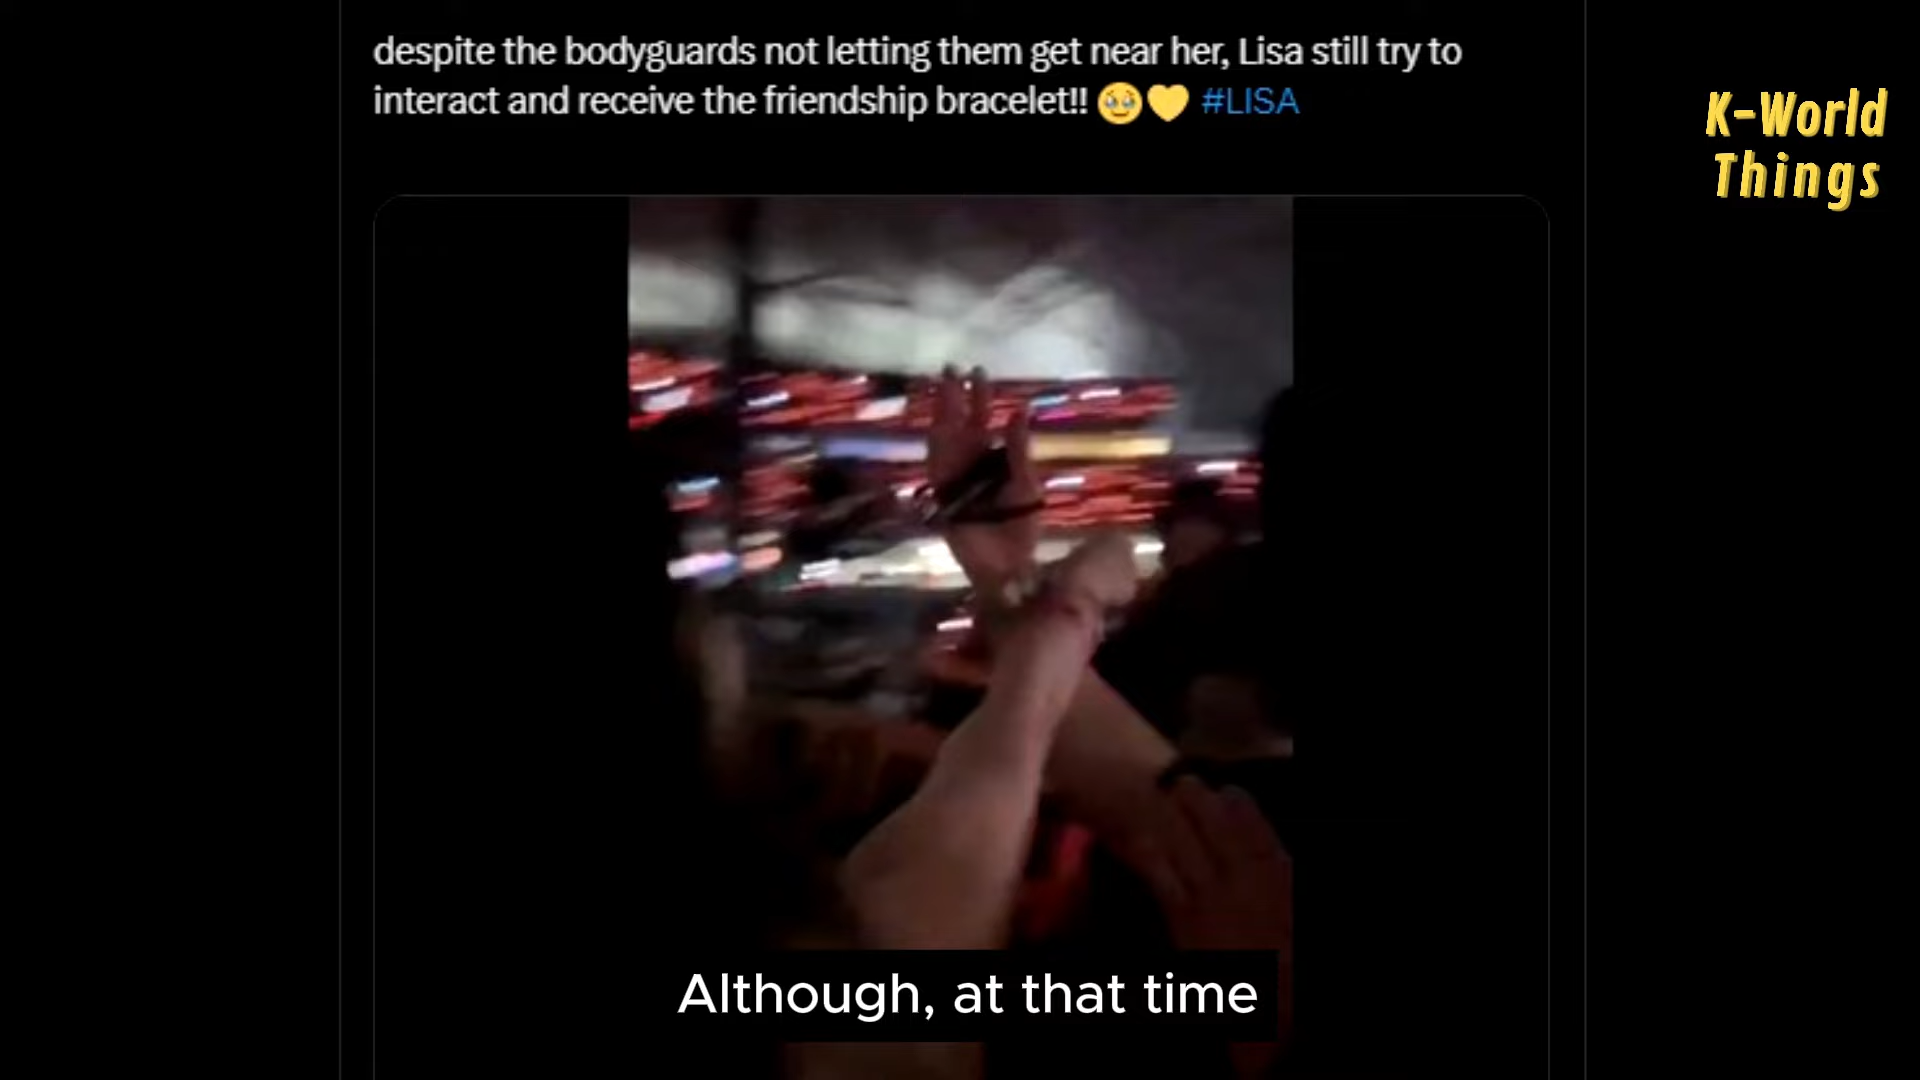 despite the bodyguards not letting them get near her, Lisa still try to
interact and receive the friendship bracelet!! 🥹💛 #LISA
K-World
Things
Although, at that time